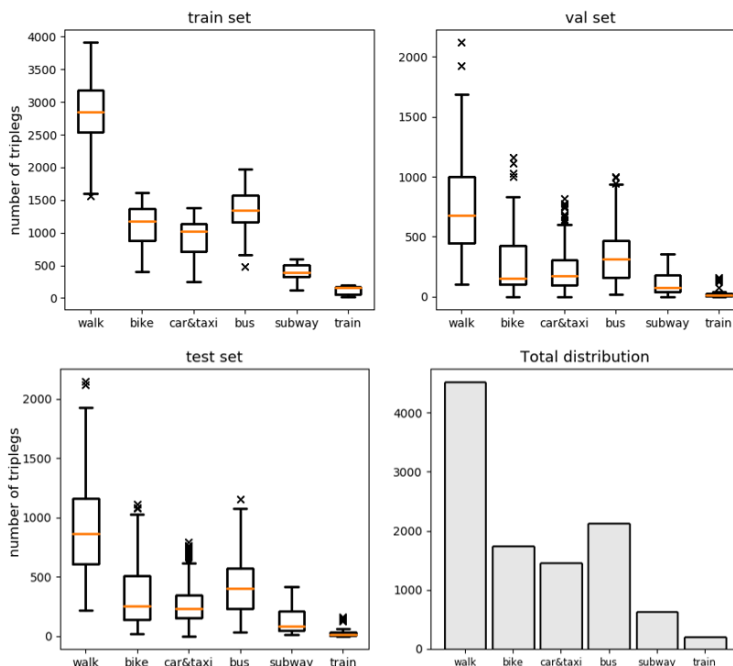 train set
number of triplegs
4000
3500
3000
2500
2000
1500
1000
500
0
walk bike car&taxi bus subway train
val set
2000
1500
1000
500
0
walk bike car&taxi bus subway train
test set
number of triplegs
2000
1500
1000
500
0
walk bike car&taxi bus subway train
Total distribution
4000
3000
2000
1000
0
walk bike car&taxi bus subway train